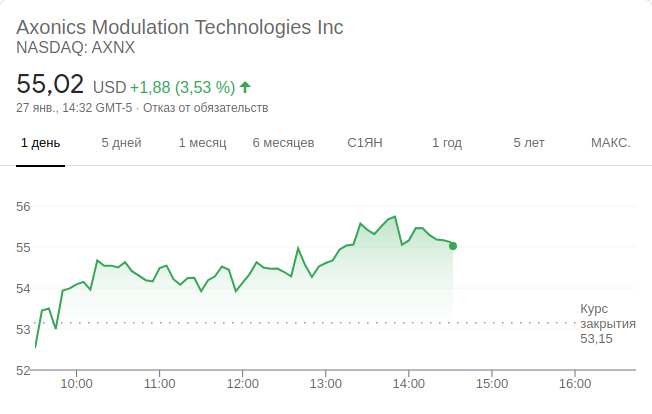 Axonics Modulation Technologies Inc
NASDAQ: AXNX
55,02 USD +1,88 (3,53 %)
27 янв., 14:32 GMT-5 · Отказ от обязательств
1 день 5 дней 1 месяц 6 месяцев С1ЯН 1 год 5 лет МАКС.
56
55
54
53
52
Курс
закрытия
53,15
10:00 11:00 12:00 13:00 14:00 15:00 16:00